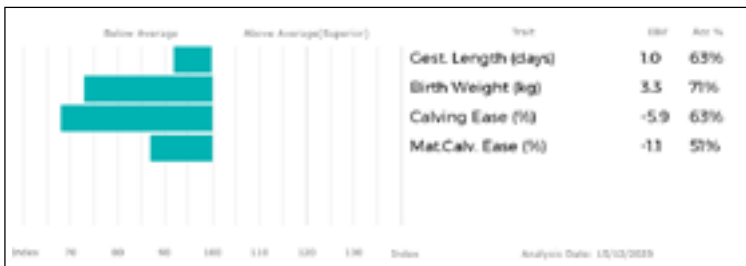 Below Average Above Average(Superior) Trait EBV Acc %
Gest. Length (days) 1.0 63%
Birth Weight (kg) 3.3 71%
Calving Ease (%) -5.9 63%
Mat.Calv. Ease (%) -1.1 51%
Index 70 80 90 100 110 120 130 Index Analysis Date: